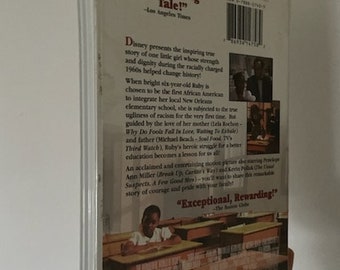 Tale!"
—Los Angeles Times
Disney presents the inspiring true
story of one little girl whose strength
and dignity during the racially charged
1960s helped change history!
When bright six-year-old Ruby is
chosen to be the first African American
to integrate her local New Orleans
elementary school, she is subjected to the true
ugliness of racism for the very first time. But
guided by the love of her mother (Lela Rochon –
Why Do Fools Fall In Love, Waiting To Exhale)
and father (Michael Beach – Soul Food, TV's
Third Watch), Ruby's heroic struggle for a better
education becomes a lesson for us all.
An acclaimed and entertaining motion picture also starring Penelope
Ann Miller (Break Up, Carlito's Way) and Kevin Pollak (The Usual
Suspects, A Few Good Men) – you'll want to share this remarkable
story of courage and pride with your family!
"Exceptional, Rewarding!"
—The Boston Globe